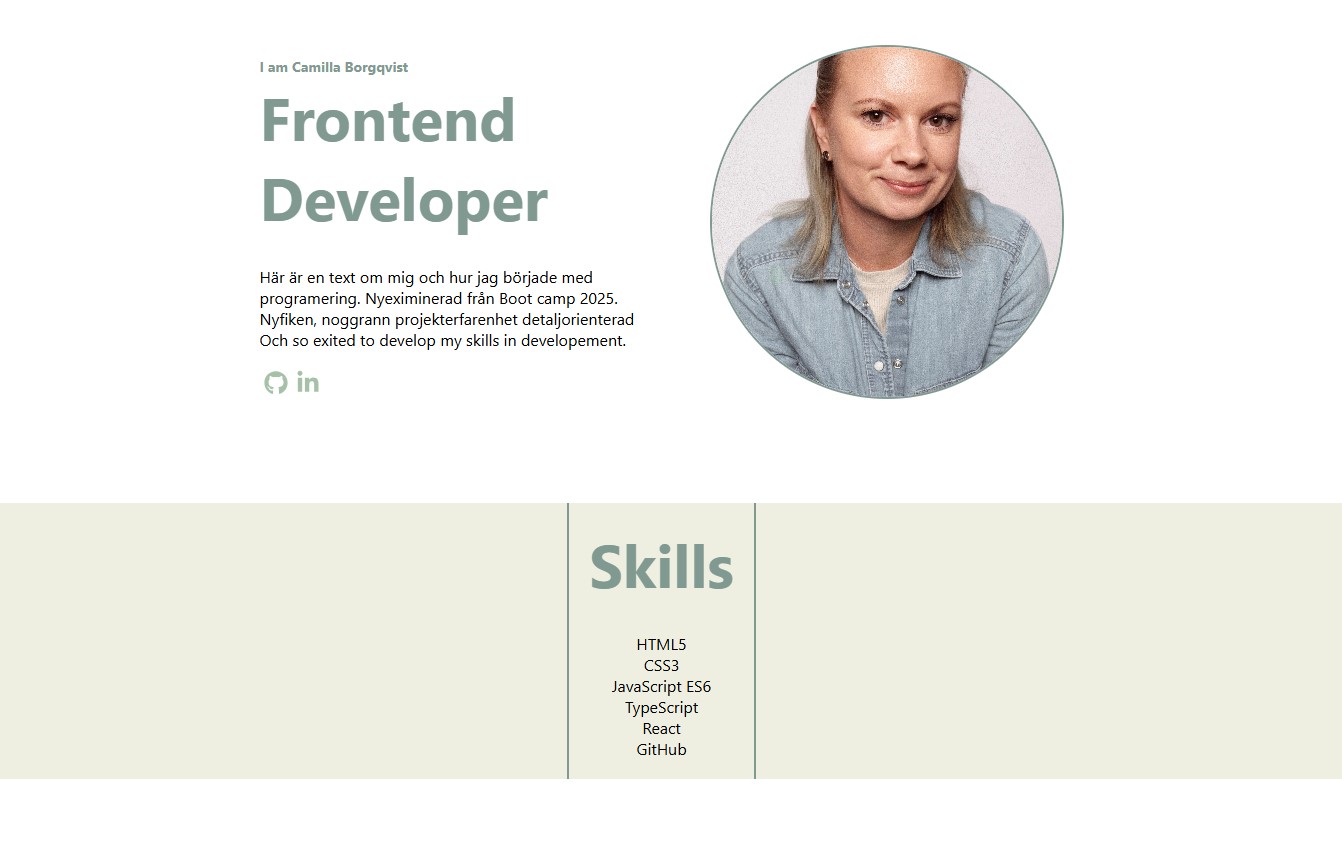 I am Camilla Borgqvist
Frontend
Developer
Här är en text om mig och hur jag började med
programering. Nyeximinerad från Boot camp 2025.
Nyfiken, noggrann projekterfarenhet detaljorienterad
Och so exited to develop my skills in developement.
in
Skills
HTML5
CSS3
JavaScript ES6
TypeScript
React
GitHub